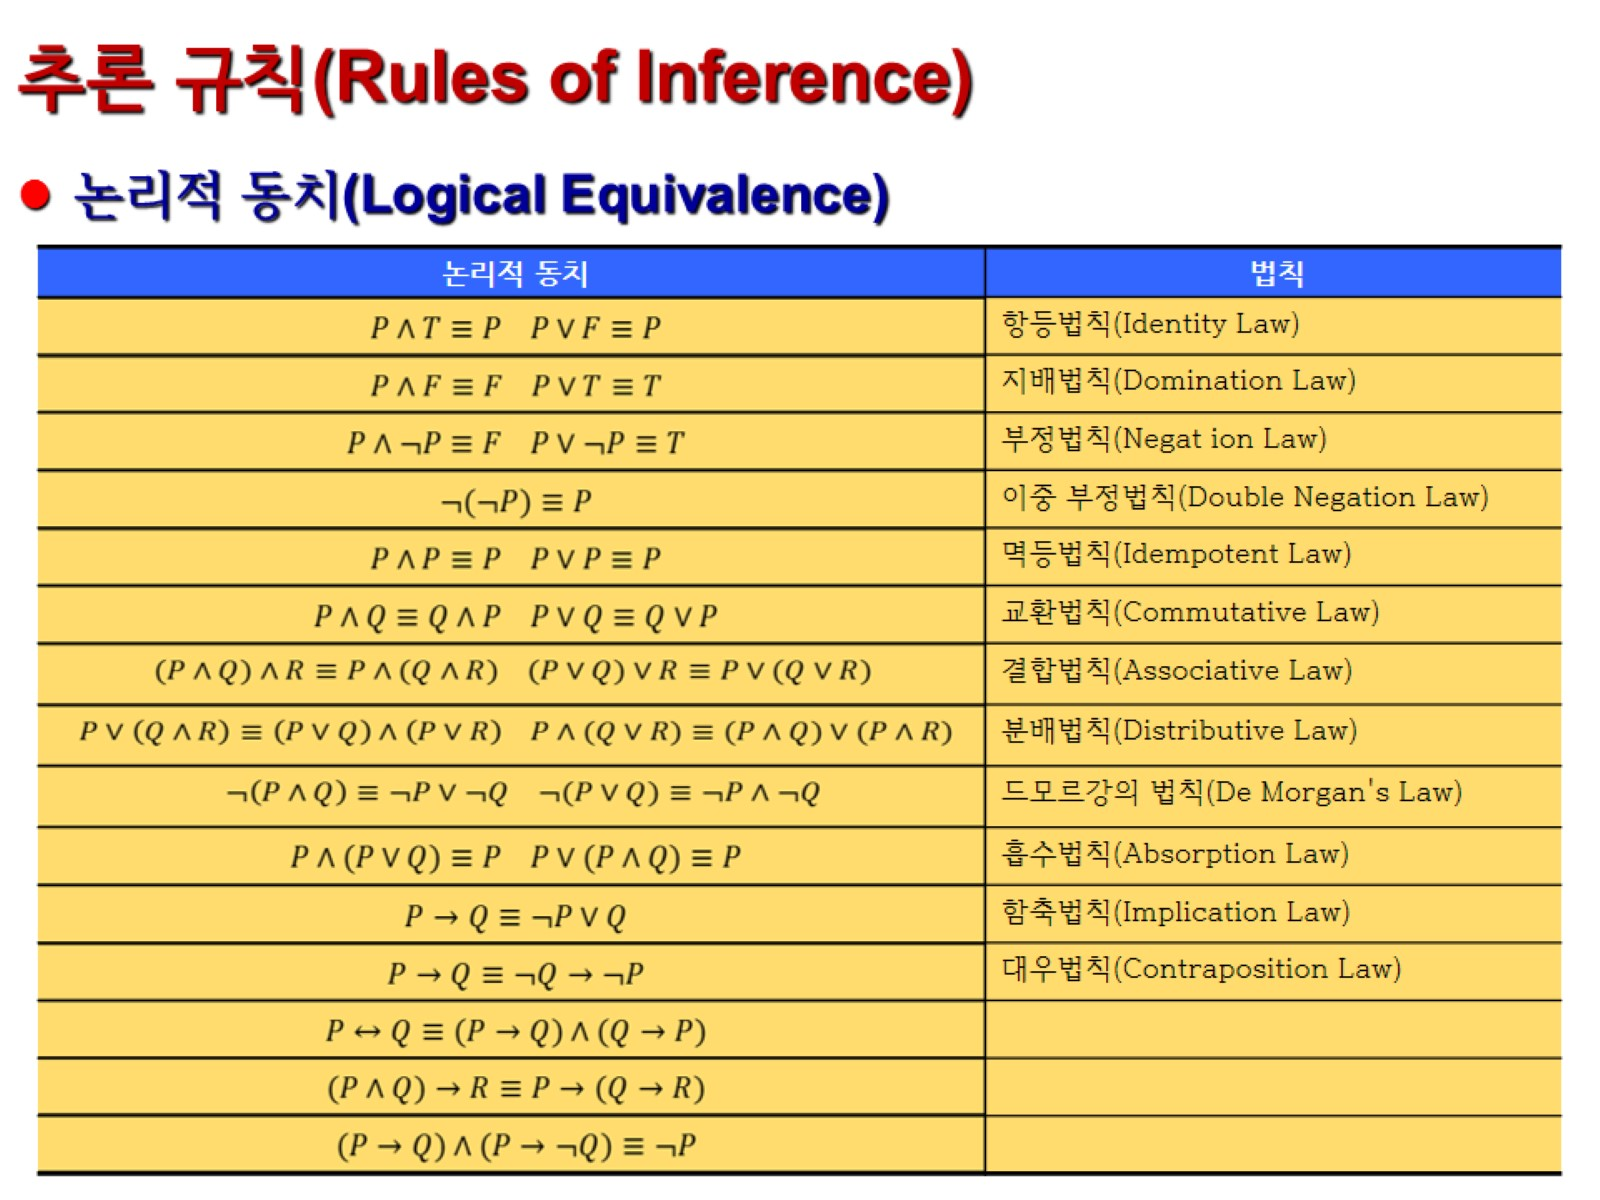 추론 규칙(Rules of Inference)
● 논리적 동치(Logical Equivalence)
논리적 동치 법칙
P ∧ T ≡ P P ∨ F ≡ P 항등법칙(Identity Law)
P ∧ F ≡ F P ∨ T ≡ T 지배법칙(Domination Law)
P ∧ ¬P ≡ F P ∨ ¬P ≡ T 부정법칙(Negat ion Law)
¬(¬P) ≡ P 이중 부정법칙(Double Negation Law)
P ∧ P ≡ P P ∨ P ≡ P 멱등법칙(Idempotent Law)
P ∧ Q ≡ Q ∧ P P ∨ Q ≡ Q ∨ P 교환법칙(Commutative Law)
(P ∧ Q) ∧ R ≡ P ∧ (Q ∧ R) (P ∨ Q) ∨ R ≡ P ∨ (Q ∨ R) 결합법칙(Associative Law)
P ∨ (Q ∧ R) ≡ (P ∨ Q) ∧ (P ∨ R) P ∧ (Q ∨ R) ≡ (P ∧ Q) ∨ (P ∧ R) 분배법칙(Distributive Law)
¬(P ∧ Q) ≡ ¬P ∨ ¬Q ¬(P ∨ Q) ≡ ¬P ∧ ¬Q 드모르강의 법칙(De Morgan's Law)
P ∧ (P ∨ Q) ≡ P P ∨ (P ∧ Q) ≡ P 흡수법칙(Absorption Law)
P → Q ≡ ¬P ∨ Q 함축법칙(Implication Law)
P → Q ≡ ¬Q → ¬P 대우법칙(Contraposition Law)
P ↔ Q ≡ (P → Q) ∧ (Q → P)
(P ∧ Q) → R ≡ P → (Q → R)
(P → Q) ∧ (P → ¬Q) ≡ ¬P